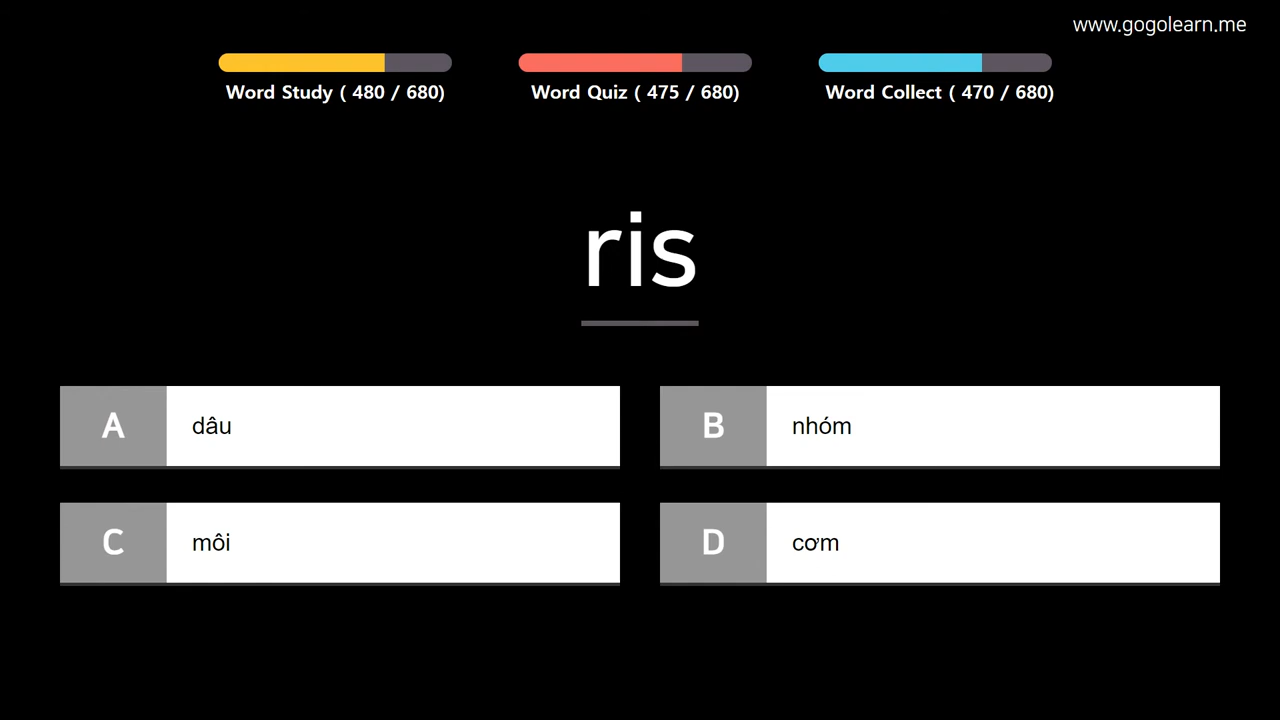 www.gogolearn.me
Word Study ( 480 / 680)
Word Quiz ( 475 / 680)
Word Collect ( 470 / 680)
ris
A dâu
B nhóm
C môi
D cơm